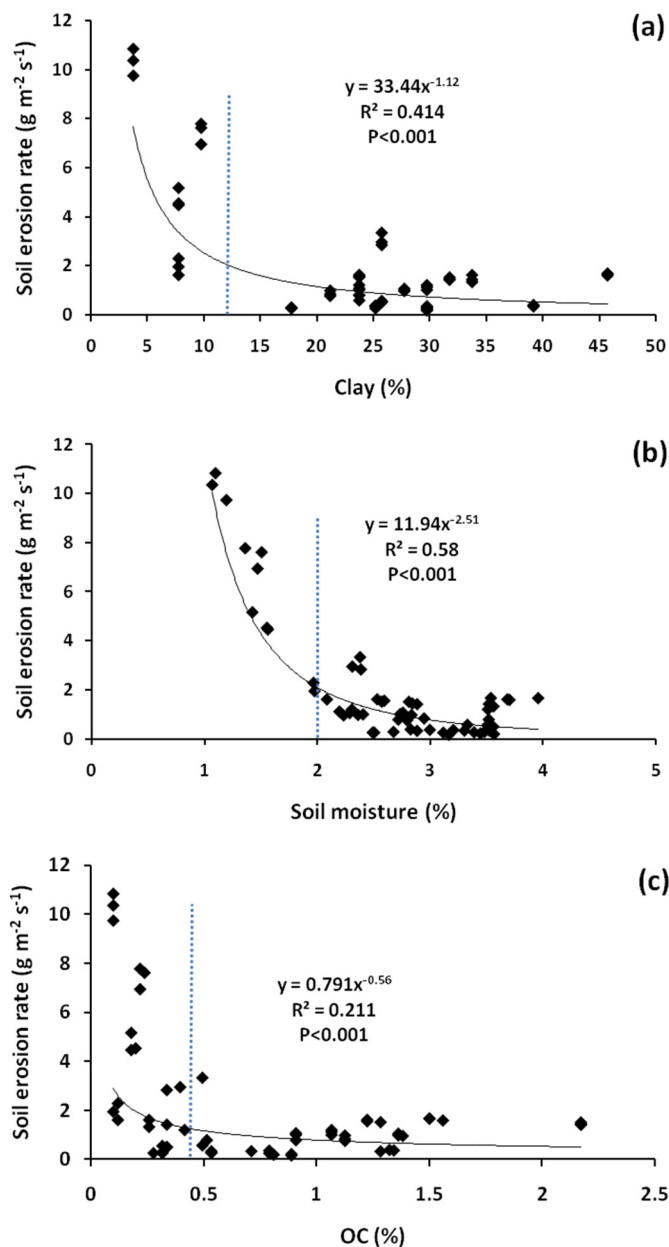 (a)
12
10
8
6
4
2
0
Soil erosion rate (g m⁻² s⁻¹)
y = 33.44x⁻¹·¹²
R² = 0.414
P<0.001
0 5 10 15 20 25 30 35 40 45 50
Clay (%)
(b)
12
10
8
6
4
2
0
Soil erosion rate (g m⁻² s⁻¹)
y = 11.94x⁻²·⁵¹
R² = 0.58
P<0.001
0 1 2 3 4 5
Soil moisture (%)
(c)
12
10
8
6
4
2
0
Soil erosion rate (g m⁻² s⁻¹)
y = 0.791x⁻⁰·⁵⁶
R² = 0.211
P<0.001
0 0.5 1 1.5 2 2.5
OC (%)